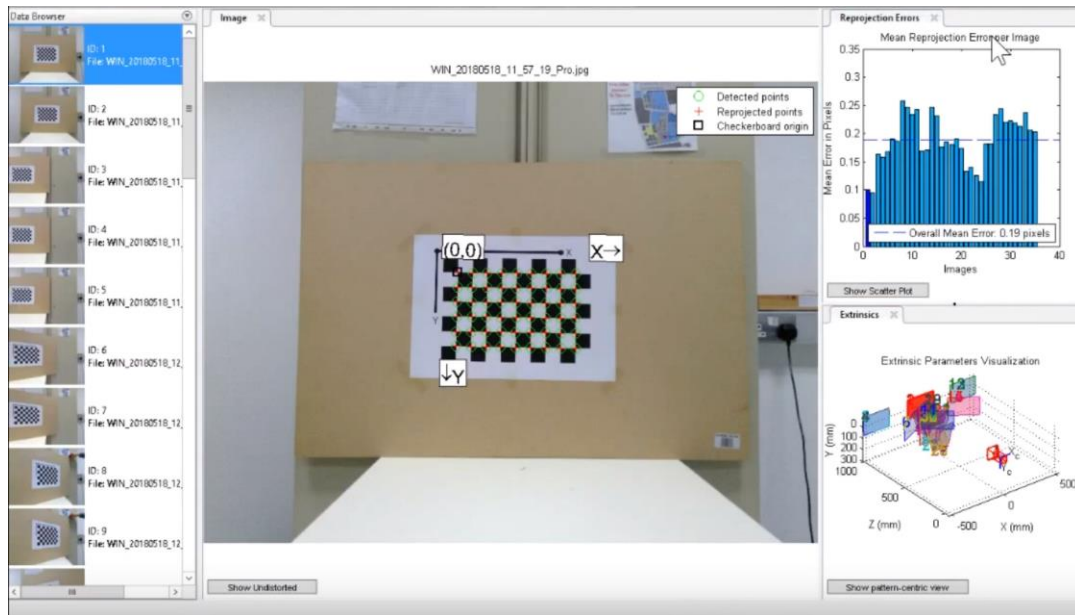 Data Browser
ID: 1
File: WIN_20180518_11_
ID: 2
File: WIN_20180518_11_
ID: 3
File: WIN_20180518_11_
ID: 4
File: WIN_20180518_11_
ID: 5
File: WIN_20180518_11_
ID: 6
File: WIN_20180518_12_
ID: 7
File: WIN_20180518_12_
ID: 8
File: WIN_20180518_12_
ID: 9
File: WIN_20180518_12_
Image
WIN_20180518_11_57_19_Pro.jpg
Detected points
Reprojected points
Checkerboard origin
(0,0)
X
X→
Y
↓Y
Show Undistorted
Reprojection Errors
Mean Reprojection Error per Image
Mean Error in Pixels
0.35
0.3
0.25
0.2
0.15
0.1
0.05
0
Overall Mean Error: 0.19 pixels
0 10 20 30 40
Images
Show Scatter Plot
Extrinsics
Extrinsic Parameters Visualization
Y (mm)
0
100
200
300
1000
500
0
Z (mm)
-500
0
500
X (mm)
Show pattern-centric view